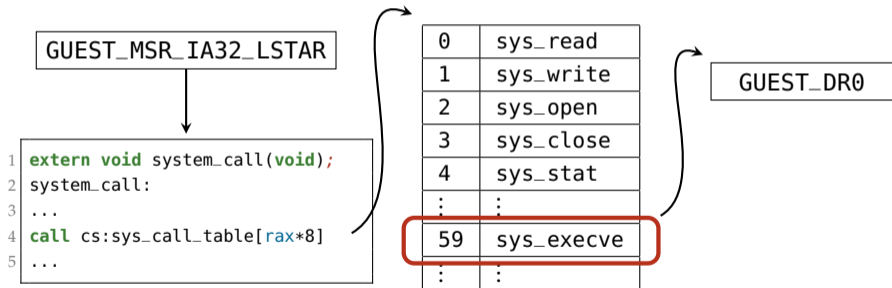 GUEST_MSR_IA32_LSTAR
1 extern void system_call(void);
2 system_call:
3 ...
4 call cs:sys_call_table[rax*8]
5 ...
0 sys_read
1 sys_write
2 sys_open
3 sys_close
4 sys_stat
⋮ ⋮
59 sys_execve
⋮ ⋮
GUEST_DR0